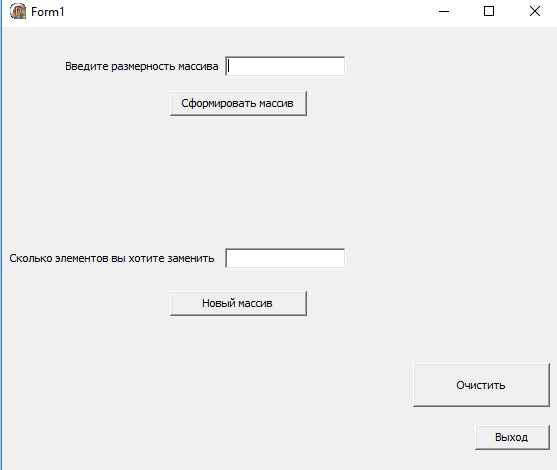 Form1
Введите размерность массива
Сформировать массив
Сколько элементов вы хотите заменить
Новый массив
Очистить
Выход